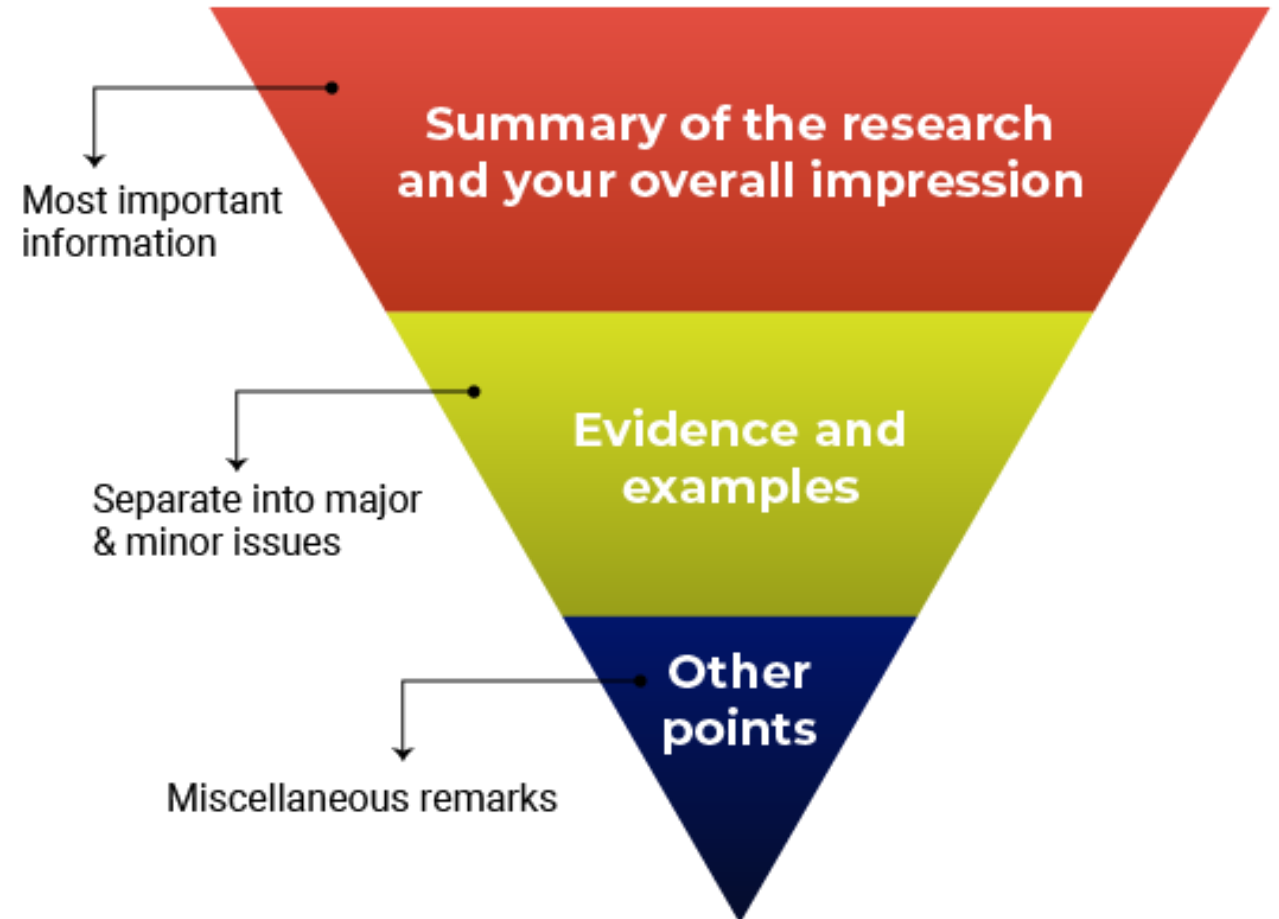 Summary of the research
and your overall impression
Most important
information
Evidence and
examples
Separate into major
& minor issues
Other
points
Miscellaneous remarks